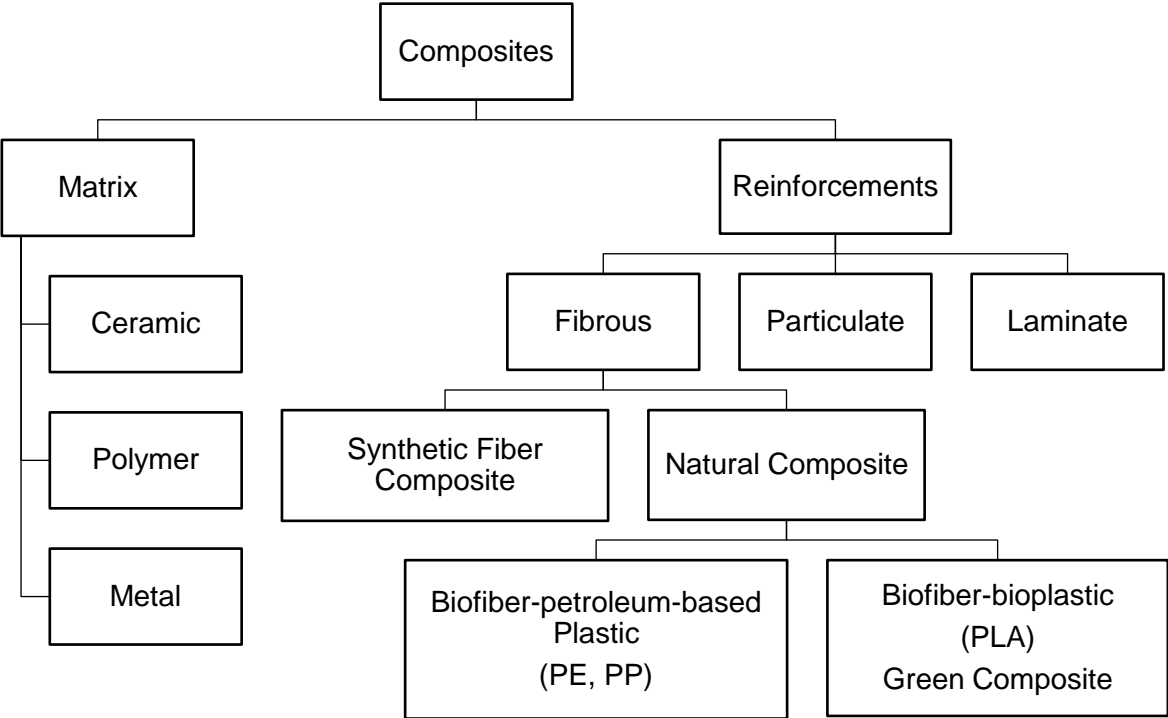 Composites
Matrix
Reinforcements
Ceramic
Fibrous
Particulate
Laminate
Polymer
Synthetic Fiber
Composite
Natural Composite
Metal
Biofiber-petroleum-based
Plastic
(PE, PP)
Biofiber-bioplastic
(PLA)
Green Composite